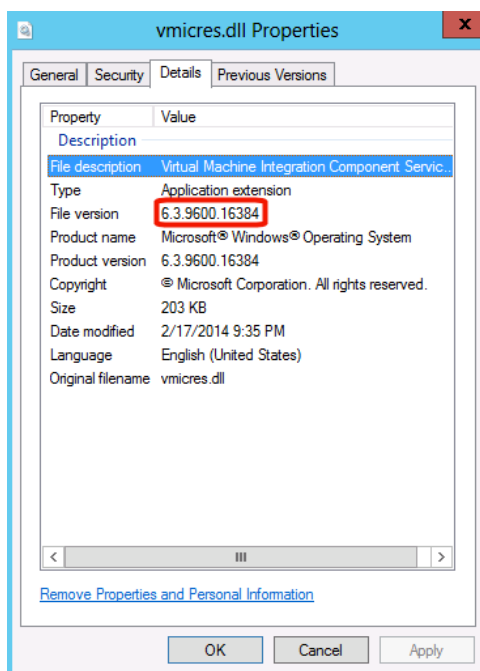 vmicres.dll Properties
x
General Security Details Previous Versions
Property Value
Description
File description Virtual Machine Integration Component Servic...
Type Application extension
File version 6.3.9600.16384
Product name Microsoft® Windows® Operating System
Product version 6.3.9600.16384
Copyright © Microsoft Corporation. All rights reserved.
Size 203 KB
Date modified 2/17/2014 9:35 PM
Language English (United States)
Original filename vmicres.dll
Remove Properties and Personal Information
OK Cancel Apply